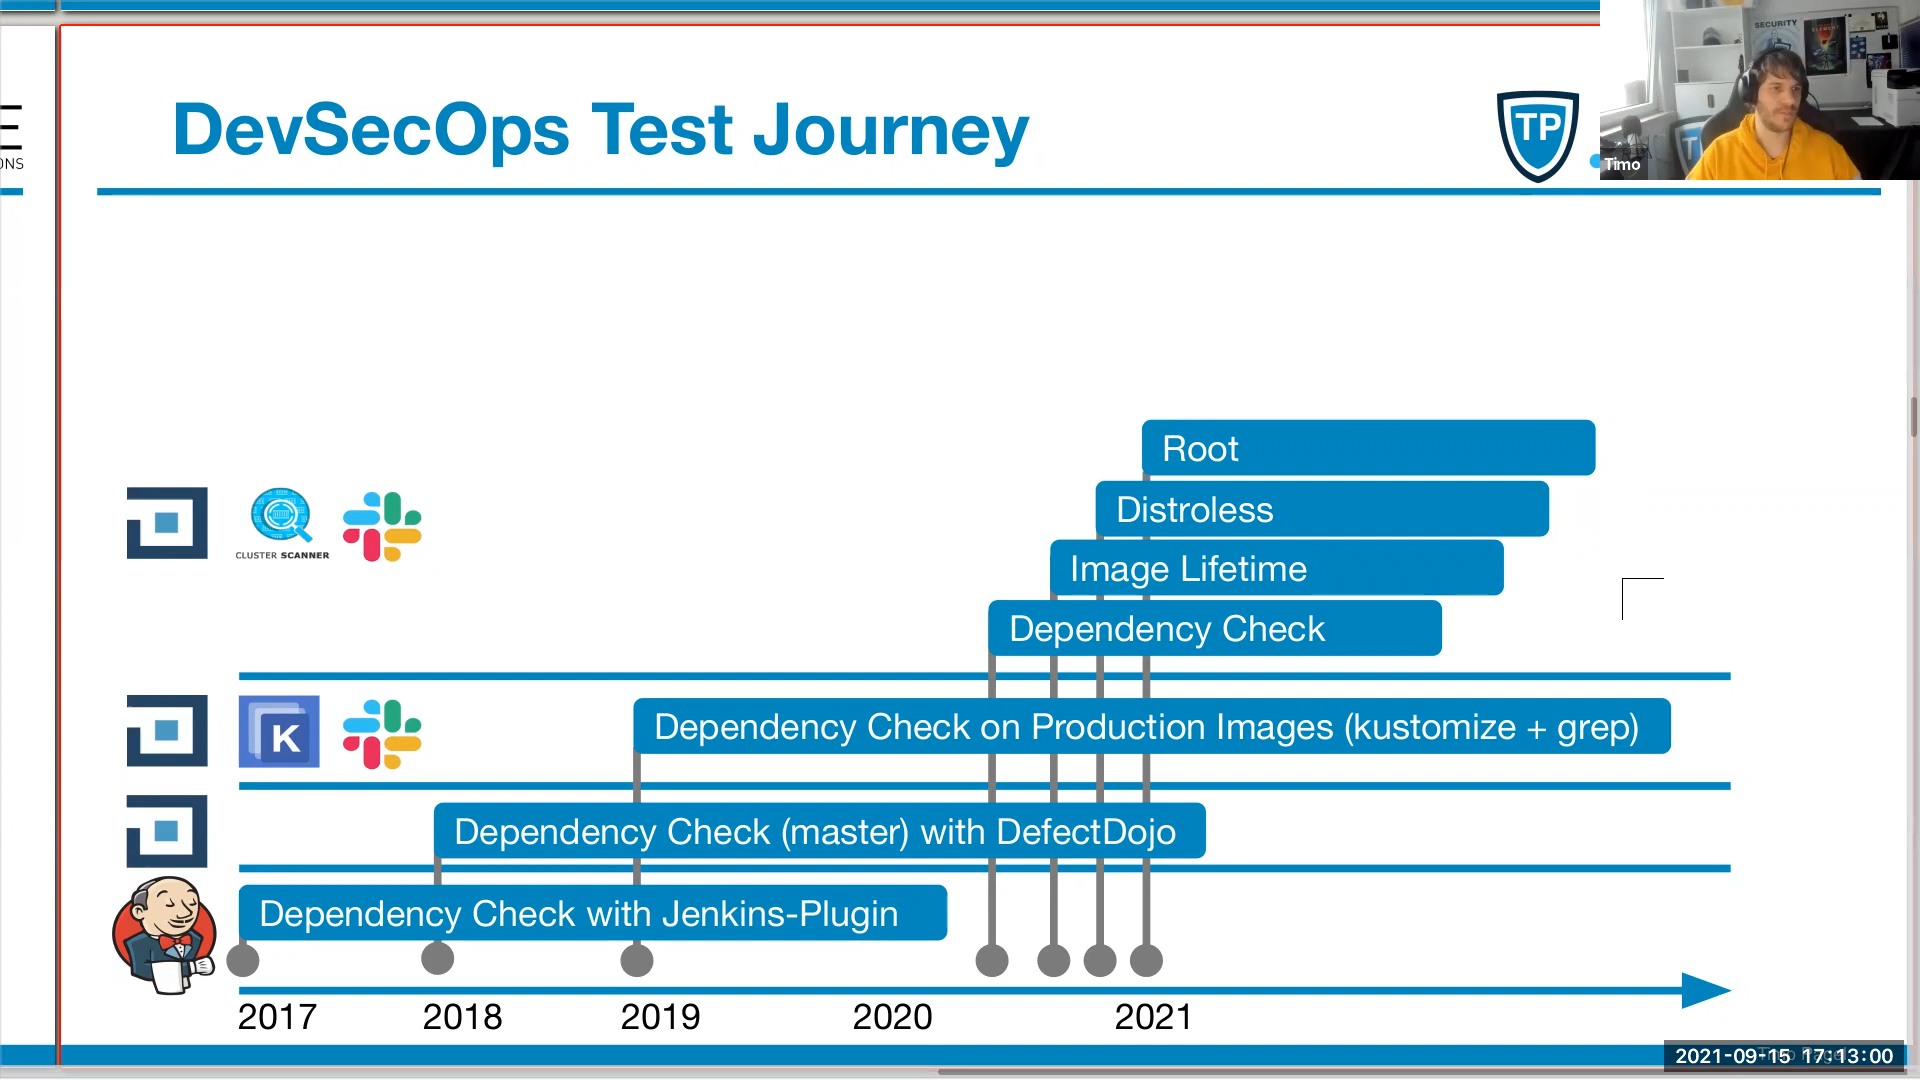 E
ONS
DevSecOps Test Journey
TP
SECURITY
Timo
Root
Distroless
CLUSTER SCANNER
Image Lifetime
Dependency Check
K
Dependency Check on Production Images (kustomize + grep)
Dependency Check (master) with DefectDojo
Dependency Check with Jenkins-Plugin
2017 2018 2019 2020 2021
2021-09-15 17:13:00